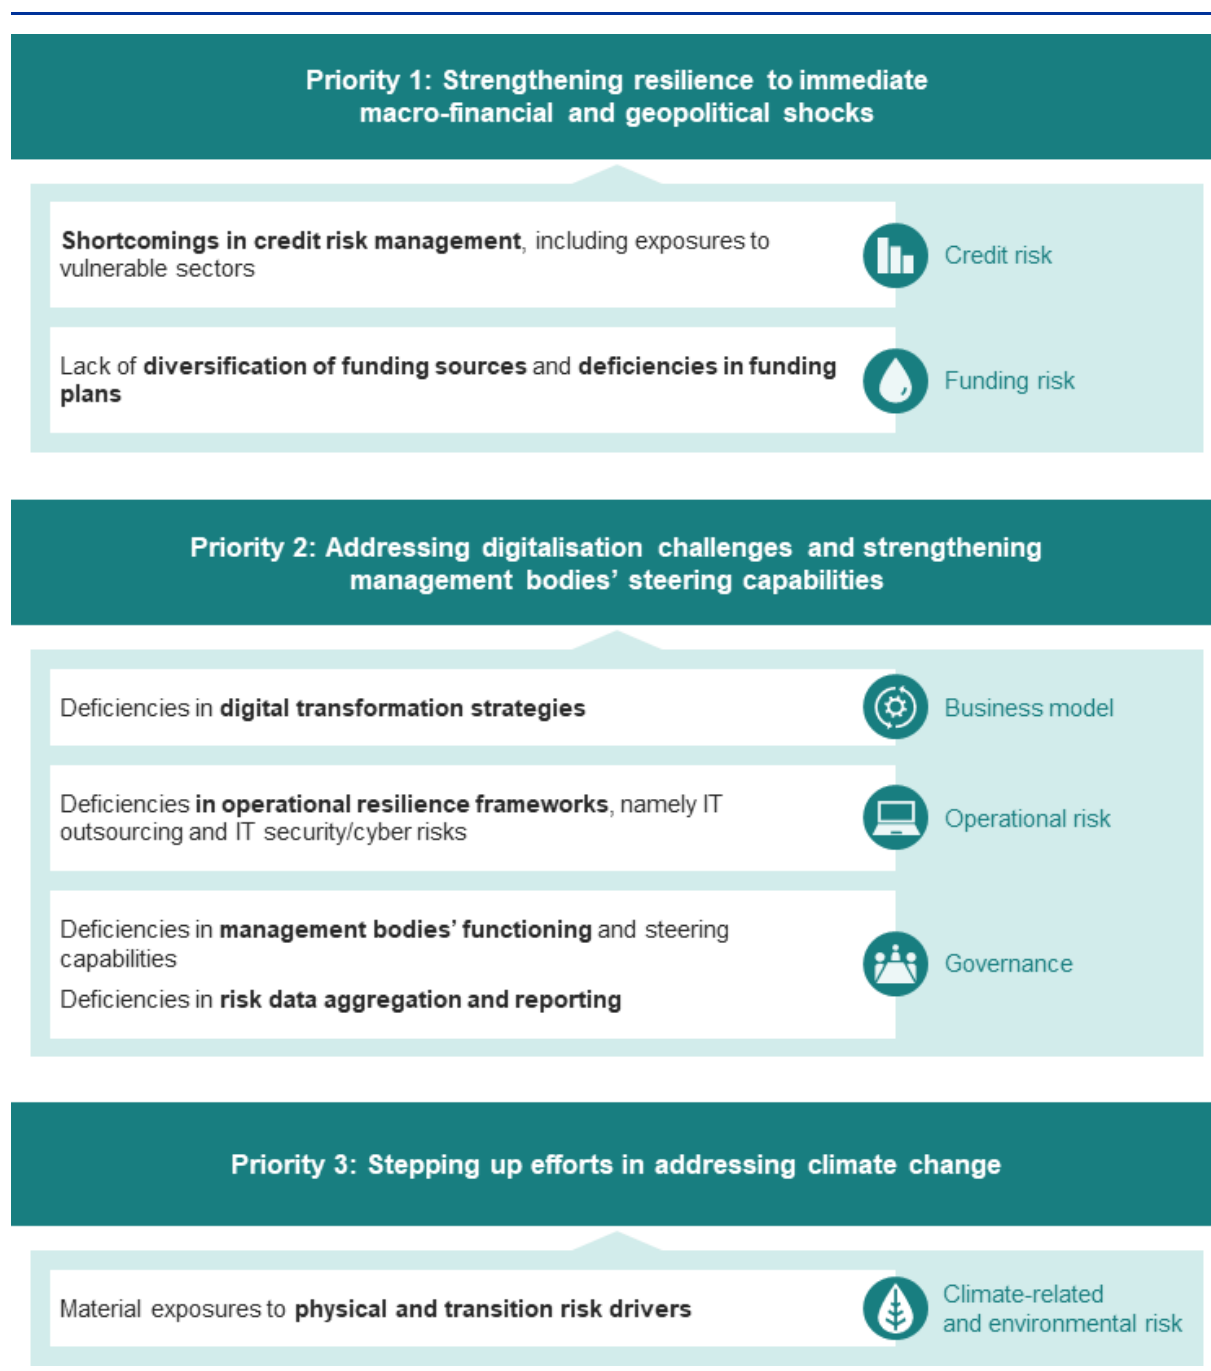 Priority 1: Strengthening resilience to immediate
macro-financial and geopolitical shocks
Shortcomings in credit risk management, including exposures to
vulnerable sectors
Credit risk
Lack of diversification of funding sources and deficiencies in funding
plans
Funding risk
Priority 2: Addressing digitalisation challenges and strengthening
management bodies’ steering capabilities
Deficiencies in digital transformation strategies
Business model
Deficiencies in operational resilience frameworks, namely IT
outsourcing and IT security/cyber risks
Operational risk
Deficiencies in management bodies’ functioning and steering
capabilities
Deficiencies in risk data aggregation and reporting
Governance
Priority 3: Stepping up efforts in addressing climate change
Material exposures to physical and transition risk drivers
Climate-related
and environmental risk